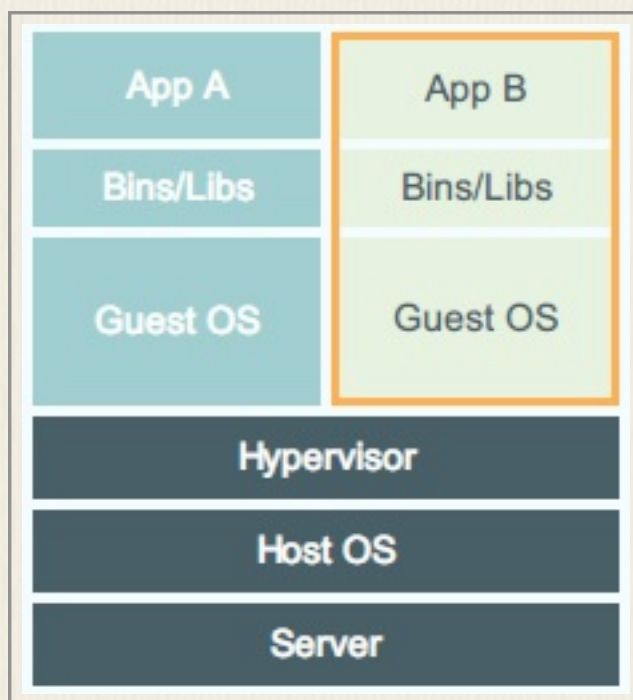 App A
App B
Bins/Libs
Bins/Libs
Guest OS
Guest OS
Hypervisor
Host OS
Server